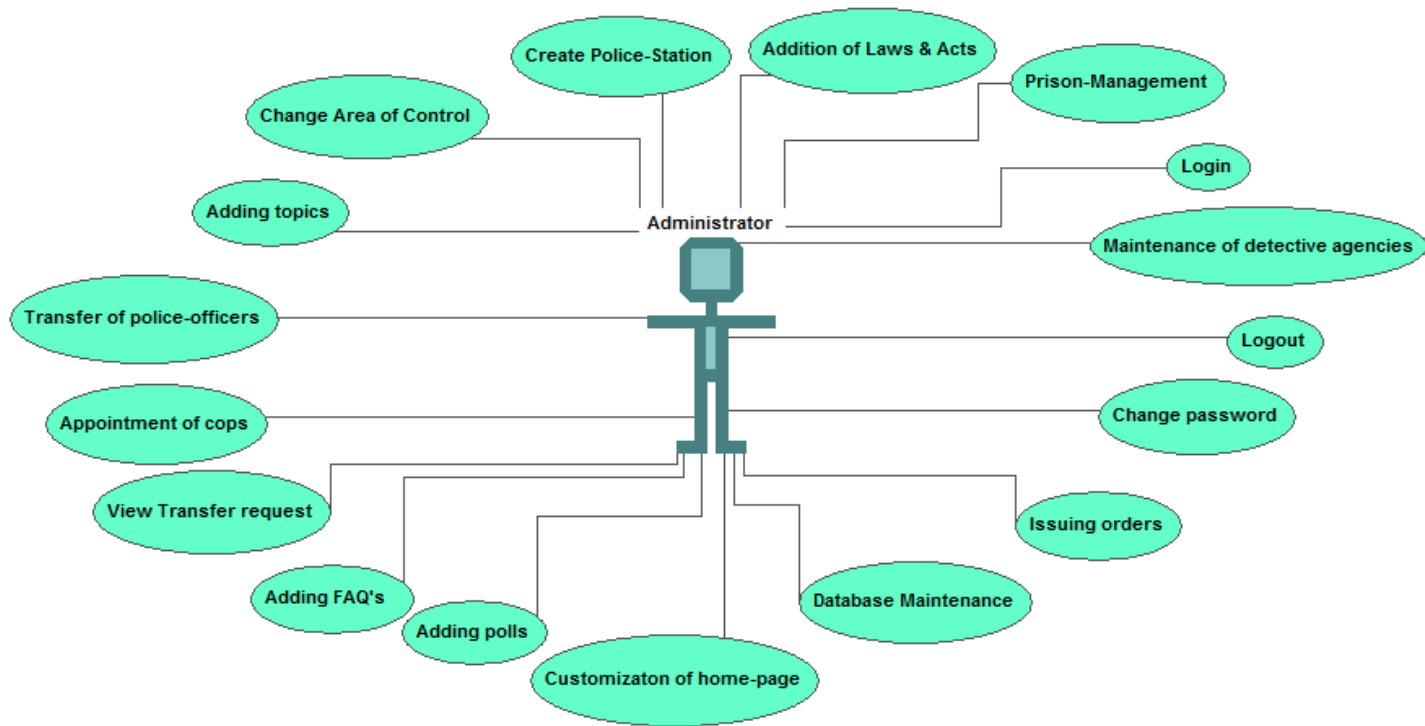 Addition of Laws & Acts
Create Police-Station
Prison-Management
Change Area of Control
Login
Adding topics
Administrator
Maintenance of detective agencies
Transfer of police-officers
Logout
Appointment of cops
Change password
View Transfer request
Issuing orders
Adding FAQ's
Database Maintenance
Adding polls
Customizaton of home-page